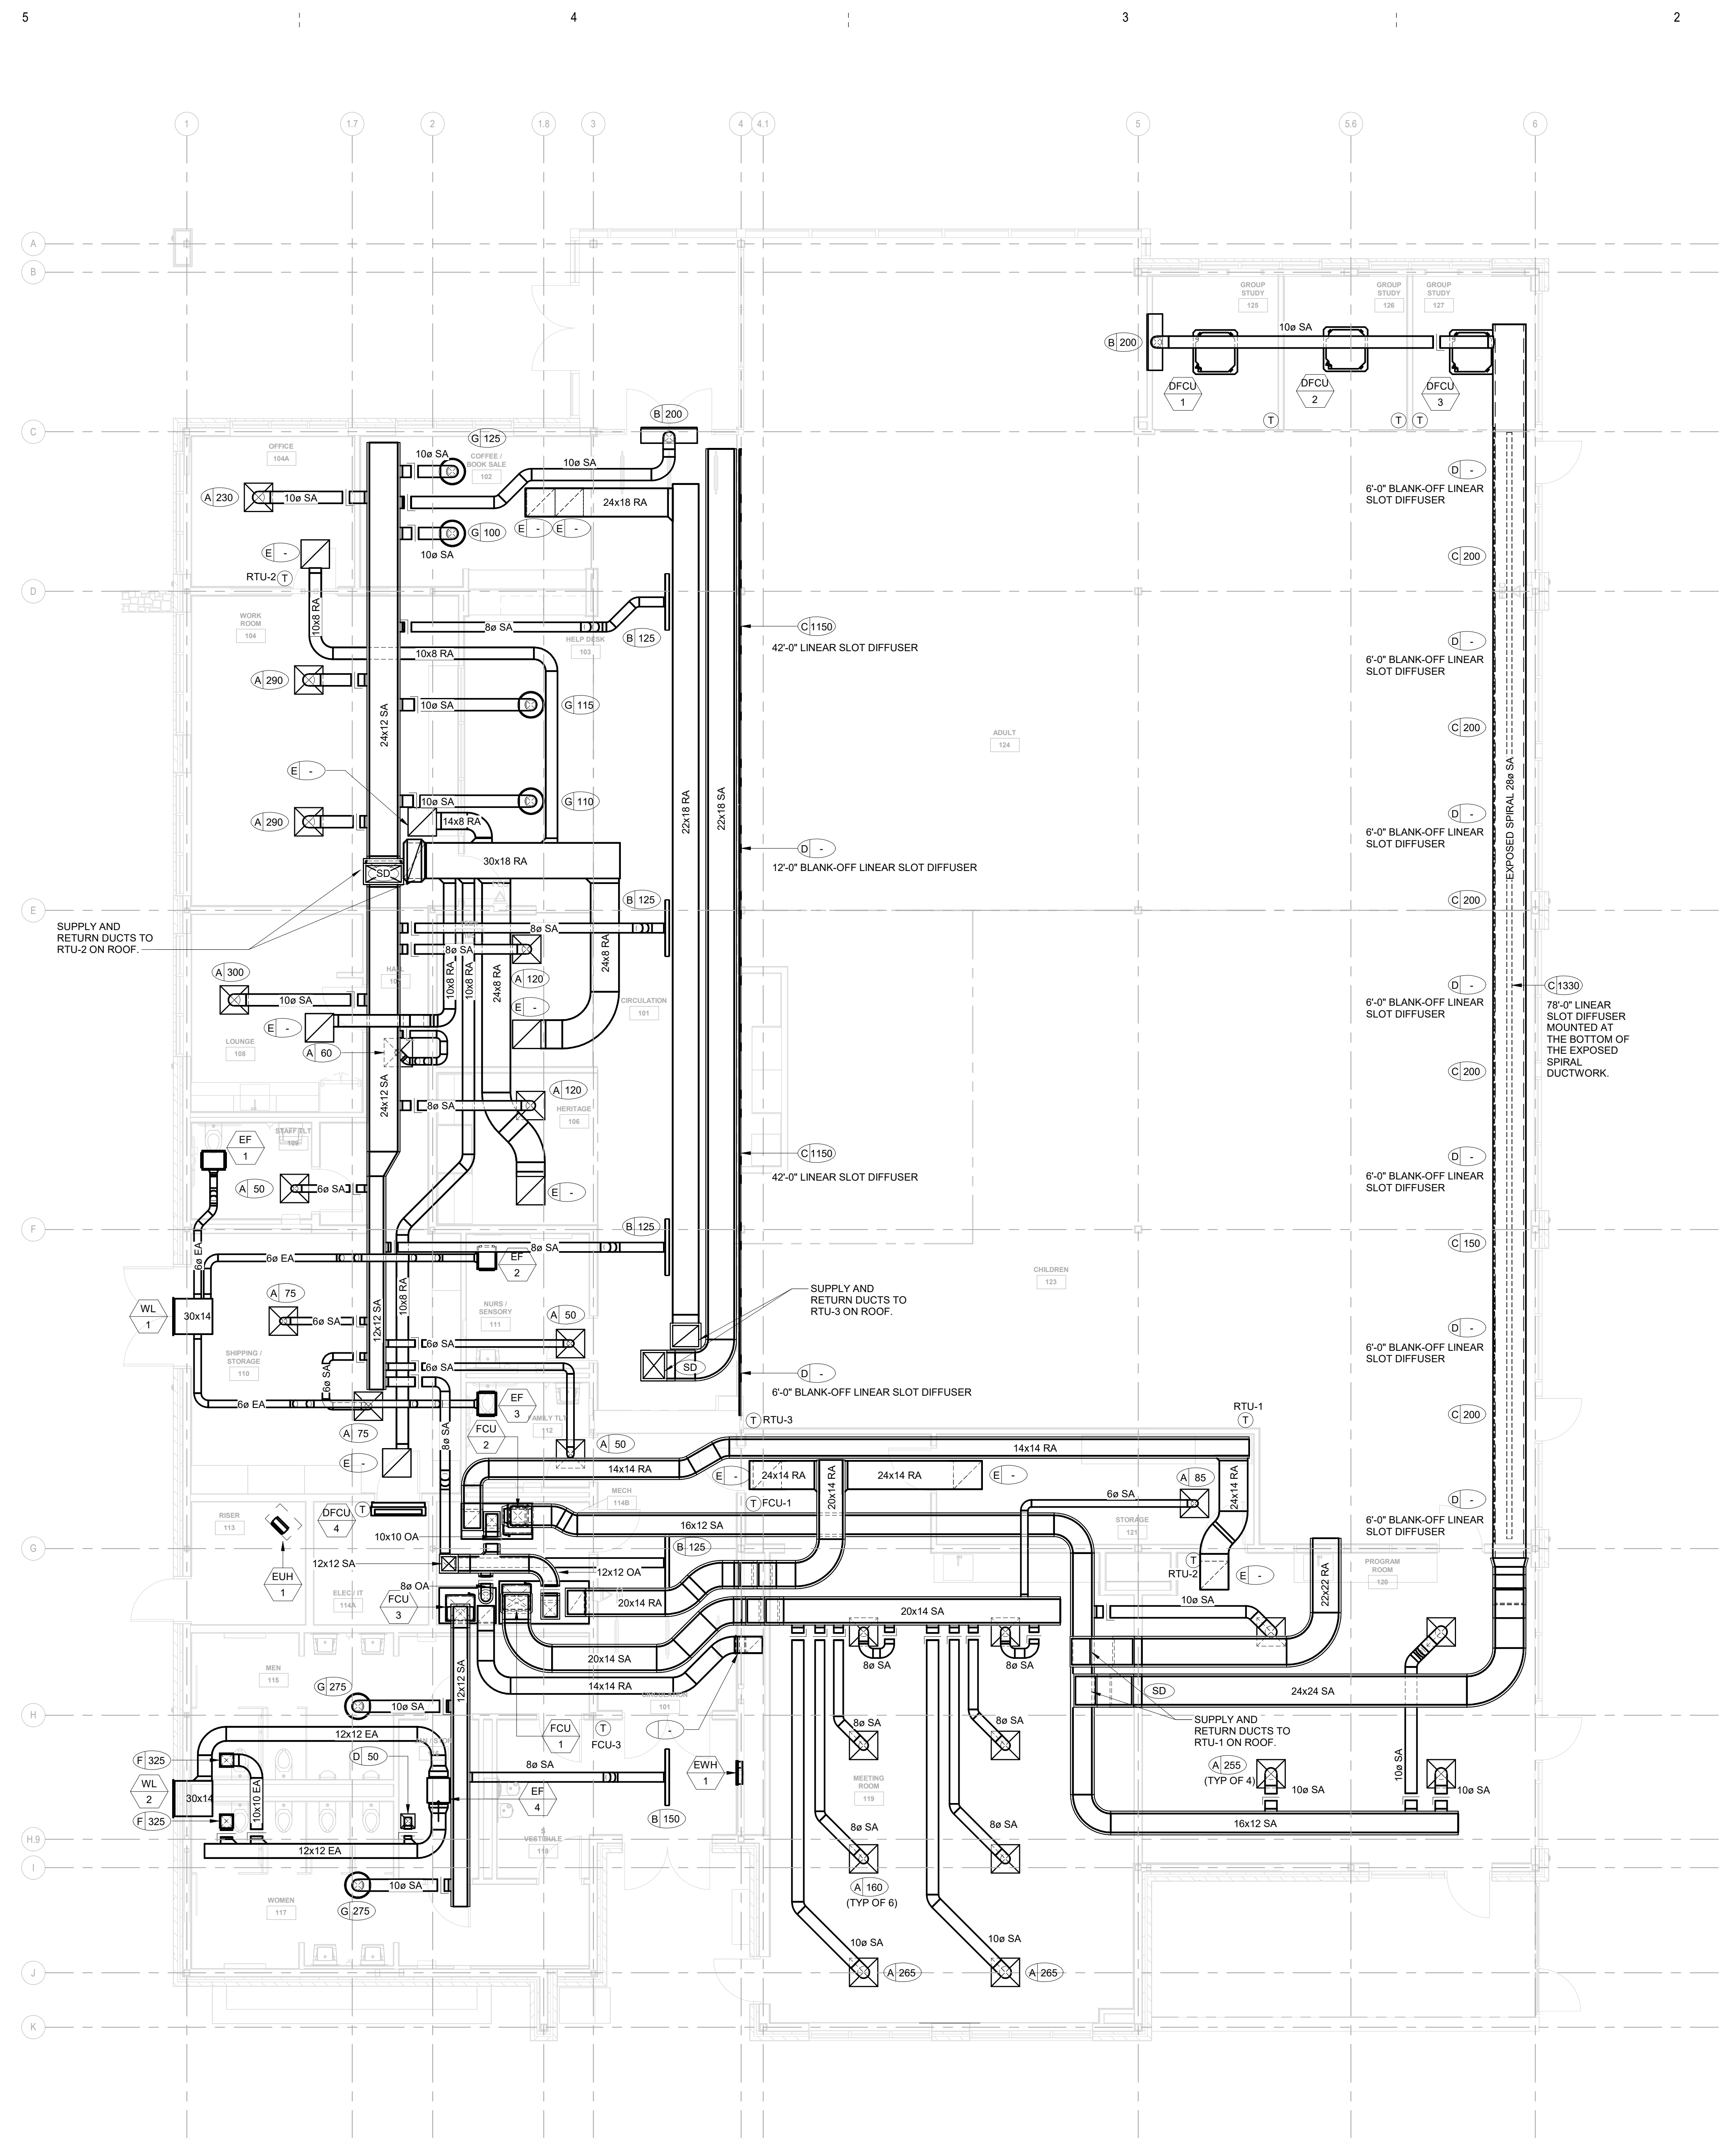 5
4
3
2
1
1.7
2
1.8
3
4
4.1
5
5.6
6
A
B
GROUP
STUDY
125
GROUP
STUDY
126
GROUP
STUDY
127
10ø SA
B 200
DFCU
1
DFCU
2
DFCU
3
T
T
T
C
B 200
G 125
OFFICE
104A
COFFEE /
BOOK SALE
102
10ø SA
10ø SA
D -
6'-0" BLANK-OFF LINEAR
SLOT DIFFUSER
A 230
10ø SA
24x18 RA
E -
E -
G 100
10ø SA
E -
C 200
RTU-2
T
D
10x8 RA
WORK
ROOM
104
8ø SA
HELP DESK
103
B 125
C 1150
42'-0" LINEAR SLOT DIFFUSER
D -
6'-0" BLANK-OFF LINEAR
SLOT DIFFUSER
10x8 RA
A 290
10ø SA
G 115
24x12 SA
C 200
ADULT
124
E -
10ø SA
G 110
22x18 RA
22x18 SA
EXPOSED SPIRAL 28ø SA
A 290
14x8 RA
D -
6'-0" BLANK-OFF LINEAR
SLOT DIFFUSER
D -
12'-0" BLANK-OFF LINEAR SLOT DIFFUSER
30x18 RA
SD
C 200
E
B 125
SUPPLY AND
RETURN DUCTS TO
RTU-2 ON ROOF.
8ø SA
8ø SA
24x8 RA
HALL
A 300
A 120
10x8 RA
10x8 RA
24x8 RA
10ø SA
E -
CIRCULATION
101
D -
6'-0" BLANK-OFF LINEAR
SLOT DIFFUSER
C 1330
78'-0" LINEAR
SLOT DIFFUSER
MOUNTED AT
THE BOTTOM OF
THE EXPOSED
SPIRAL
DUCTWORK.
E -
LOUNGE
108
A 60
C 200
24x12 SA
A 120
8ø SA
HERITAGE
106
STAFF TLT
109
EF
1
C 1150
42'-0" LINEAR SLOT DIFFUSER
D -
6'-0" BLANK-OFF LINEAR
SLOT DIFFUSER
A 50
6ø SA
E -
F
B 125
8ø SA
6ø EA
6ø EA
EF
2
C 150
CHILDREN
123
10x8 RA
A 75
SUPPLY AND
RETURN DUCTS TO
RTU-3 ON ROOF.
WL
1
30x14
6ø SA
12x12 SA
NURS /
SENSORY
111
A 50
D -
6'-0" BLANK-OFF LINEAR
SLOT DIFFUSER
6ø SA
SHIPPING /
STORAGE
110
6ø SA
6ø SA
SD
D -
6'-0" BLANK-OFF LINEAR SLOT DIFFUSER
6ø EA
EF
3
FAMILY TLT
112
RTU-1
T
C 200
T RTU-3
A 75
8ø SA
FCU
2
A 50
14x14 RA
E -
14x14 RA
E -
24x14 RA
24x14 RA
E -
A 85
20x14 RA
24x14 RA
MECH
114B
T FCU-1
6ø SA
D -
6'-0" BLANK-OFF LINEAR
SLOT DIFFUSER
RISER
113
DFCU
4
T
16x12 SA
STORAGE
121
10x10 OA
G
B 125
12x12 SA
12x12 OA
T
RTU-2
E -
PROGRAM
ROOM
120
EUH
1
8ø OA
ELEC / IT
114A
FCU
3
20x14 RA
20x14 SA
10ø SA
22x22 RA
20x14 SA
8ø SA
8ø SA
MEN
115
12x12 SA
14x14 RA
CIRCULATION
101
24x24 SA
SD
G 275
10ø SA
H
12x12 EA
FCU
1
T
FCU-3
-
8ø SA
8ø SA
SUPPLY AND
RETURN DUCTS TO
RTU-1 ON ROOF.
F 325
D 50
8ø SA
EWH
1
A 255
(TYP OF 4)
10ø SA
10ø SA
10ø SA
WL
2
30x14
10x10 EA
EF
4
MEETING
ROOM
119
F 325
B 150
16x12 SA
H.9
12x12 EA
S
VESTIBULE
118
8ø SA
8ø SA
I
10ø SA
A 160
(TYP OF 6)
WOMEN
117
G 275
10ø SA
10ø SA
J
A 265
A 265
K